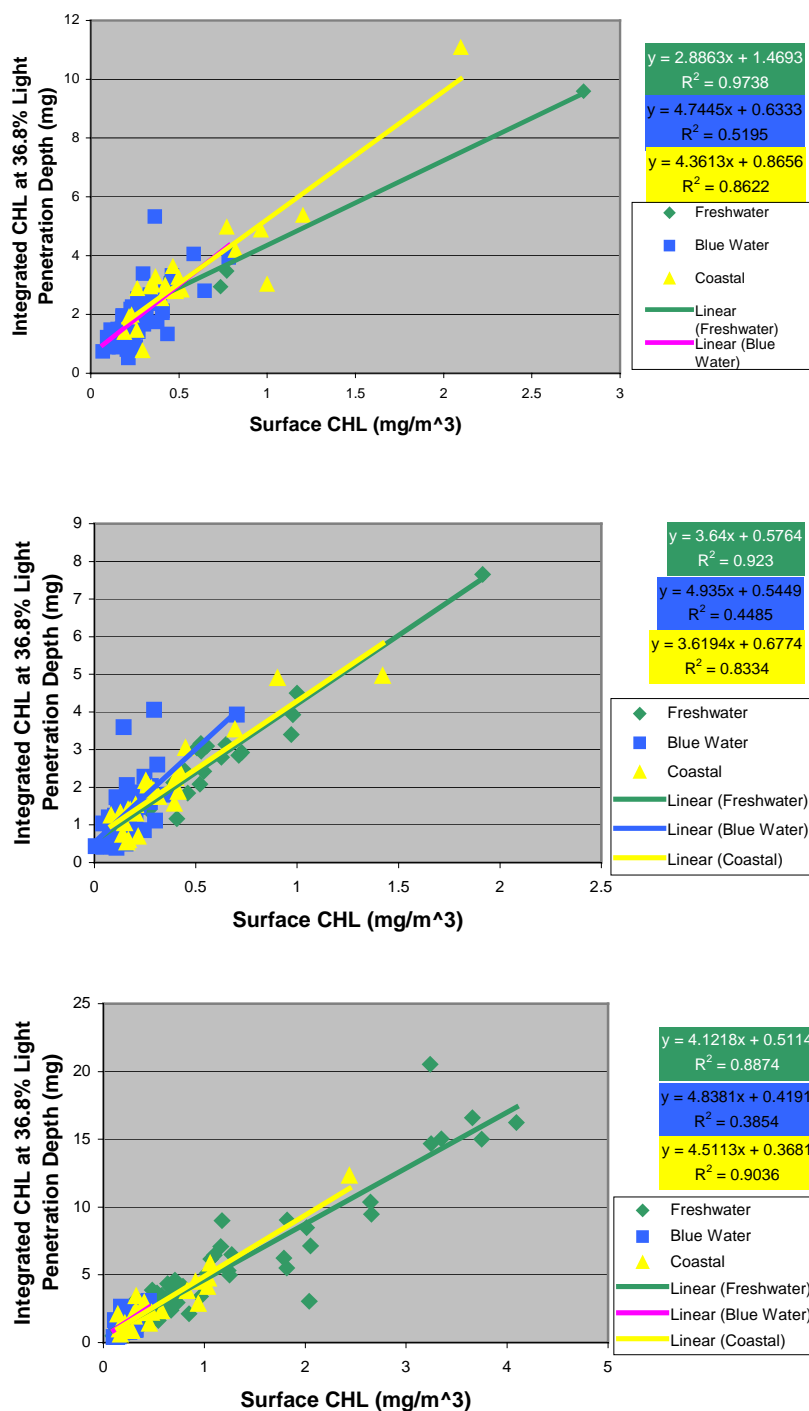 12
10
8
6
4
2
0
0
0.5
1
1.5
2
2.5
3
Integrated CHL at 36.8% Light
Penetration Depth (mg)
Surface CHL (mg/m^3)
y = 2.8863x + 1.4693
R² = 0.9738
y = 4.7445x + 0.6333
R² = 0.5195
y = 4.3613x + 0.8656
R² = 0.8622
Freshwater
Blue Water
Coastal
Linear
(Freshwater)
Linear (Blue
Water)
9
8
7
6
5
4
3
2
1
0
0
0.5
1
1.5
2
2.5
Integrated CHL at 36.8% Light
Penetration Depth (mg)
Surface CHL (mg/m^3)
y = 3.64x + 0.5764
R² = 0.923
y = 4.935x + 0.5449
R² = 0.4485
y = 3.6194x + 0.6774
R² = 0.8334
Freshwater
Blue Water
Coastal
Linear (Freshwater)
Linear (Blue Water)
Linear (Coastal)
25
20
15
10
5
0
0
1
2
3
4
5
Integrated CHL at 36.8% Light
Penetration Depth (mg)
Surface CHL (mg/m^3)
y = 4.1218x + 0.5114
R² = 0.8874
y = 4.8381x + 0.4191
R² = 0.3854
y = 4.5113x + 0.3681
R² = 0.9036
Freshwater
Blue Water
Coastal
Linear (Freshwater)
Linear (Blue Water)
Linear (Coastal)